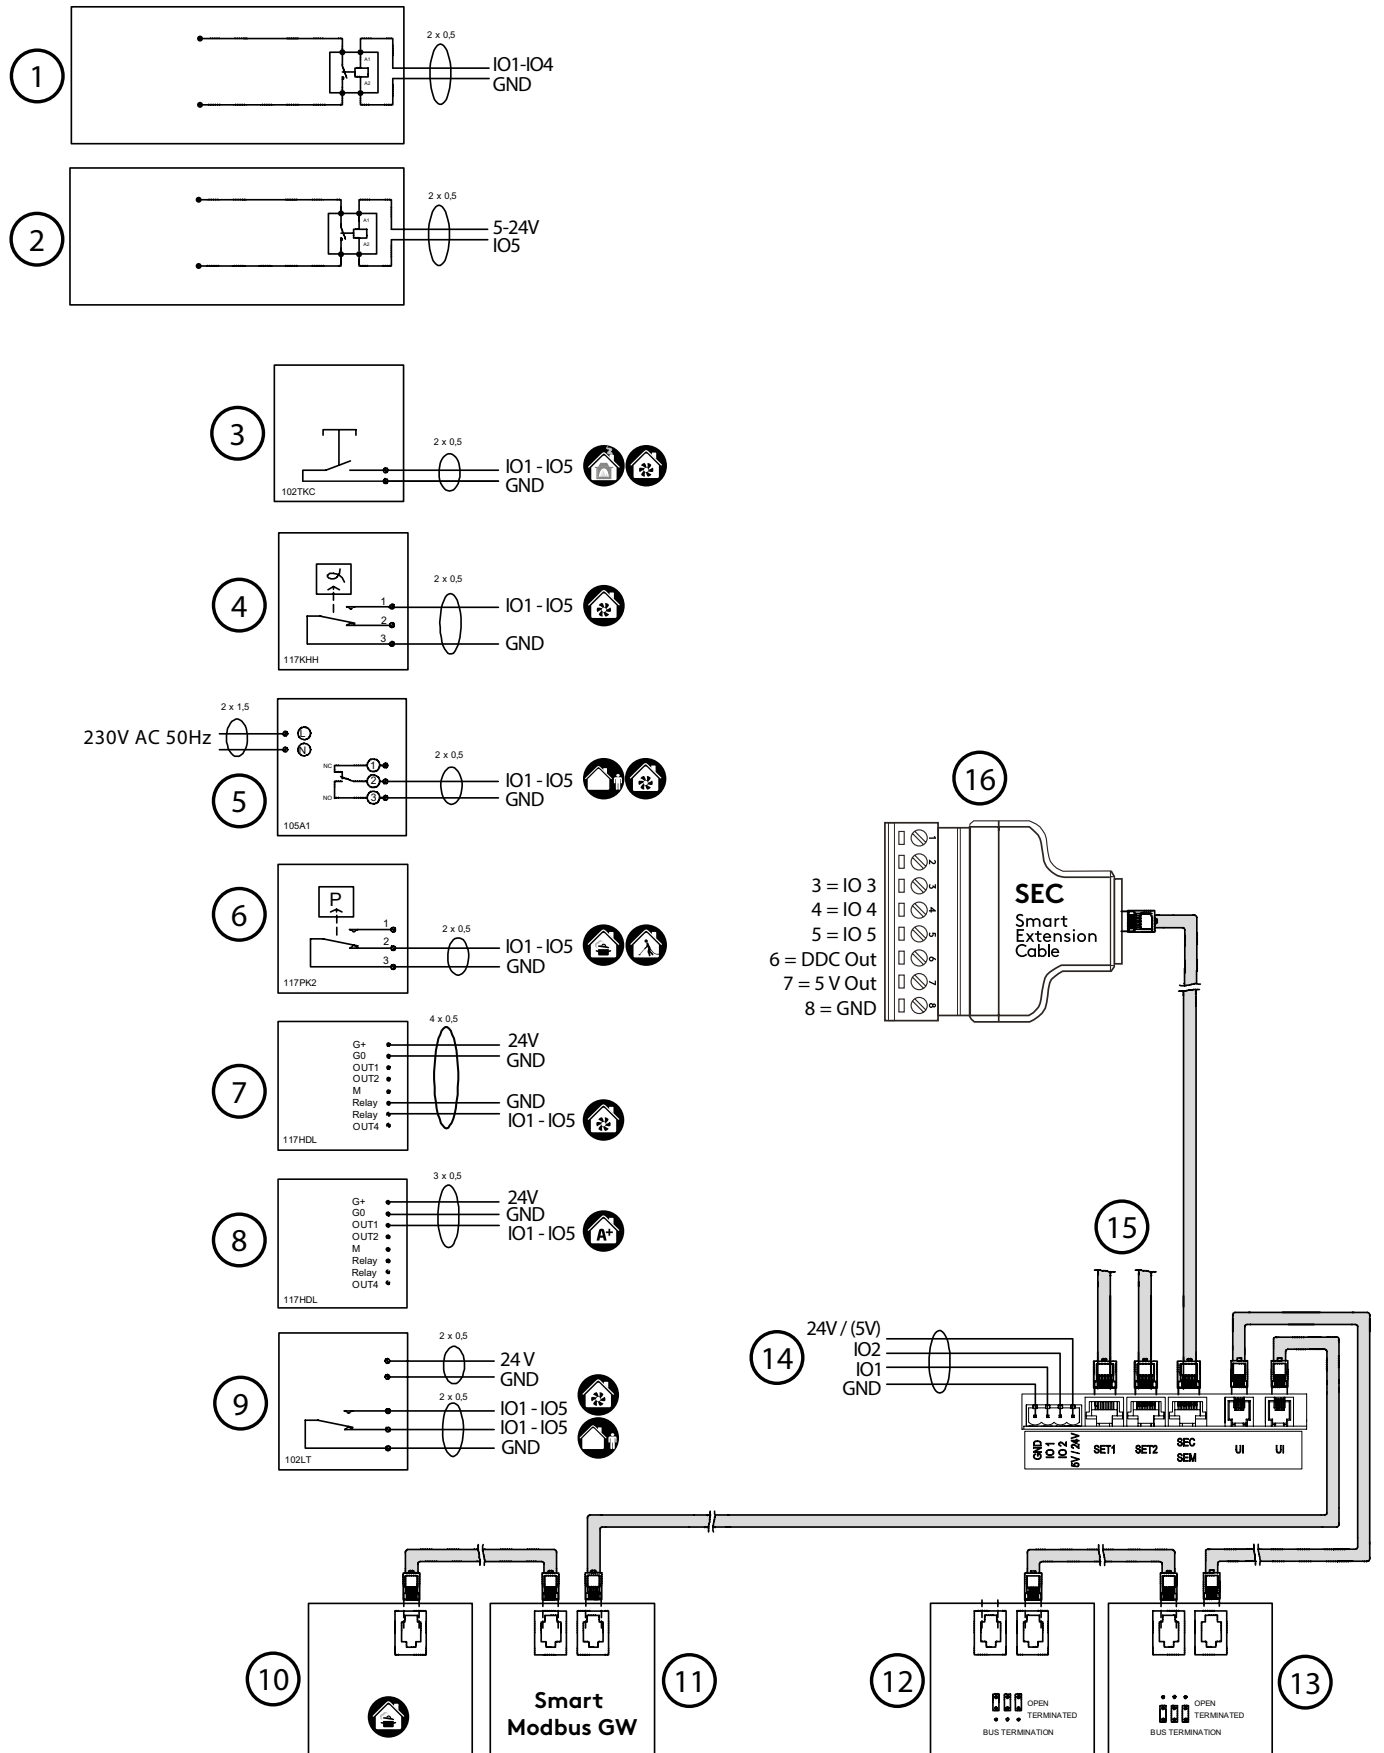 1
2 x 0,5
A1
A2
IO1-IO4
GND
2
2 x 0,5
A1
A2
5-24V
IO5
3
102TKC
2 x 0,5
IO1 - IO5
GND
z
4
1
2
3
117KHH
2 x 0,5
IO1 - IO5
GND
2 x 1,5
230V AC 50Hz
5
L
N
NC
1
2
NO
3
105A1
2 x 0,5
IO1 - IO5
GND
6
P
1
2
3
117PK2
2 x 0,5
IO1 - IO5
GND
7
G+
G0
OUT1
OUT2
M
Relay
Relay
OUT4
117HDL
4 x 0,5
24V
GND
GND
IO1 - IO5
8
G+
G0
OUT1
OUT2
M
Relay
Relay
OUT4
117HDL
3 x 0,5
24V
GND
IO1 - IO5
A+
9
102LT
2 x 0,5
24 V
GND
2 x 0,5
IO1 - IO5
IO1 - IO5
GND
16
1
2
3
4
5
6
7
8
3 = IO 3
4 = IO 4
5 = IO 5
6 = DDC Out
7 = 5 V Out
8 = GND
SEC
Smart
Extension
Cable
15
14
24V / (5V)
IO2
IO1
GND
GND
IO 1
IO 2
5V / 24V
SET1
SET2
SEC
SEM
UI
UI
10
Smart
Modbus GW
11
12
OPEN
TERMINATED
BUS TERMINATION
OPEN
TERMINATED
BUS TERMINATION
13